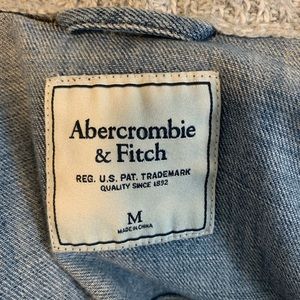 Abercrombie
& Fitch
REG. U.S. PAT. TRADEMARK
QUALITY SINCE 1892
M
MADE IN CHINA